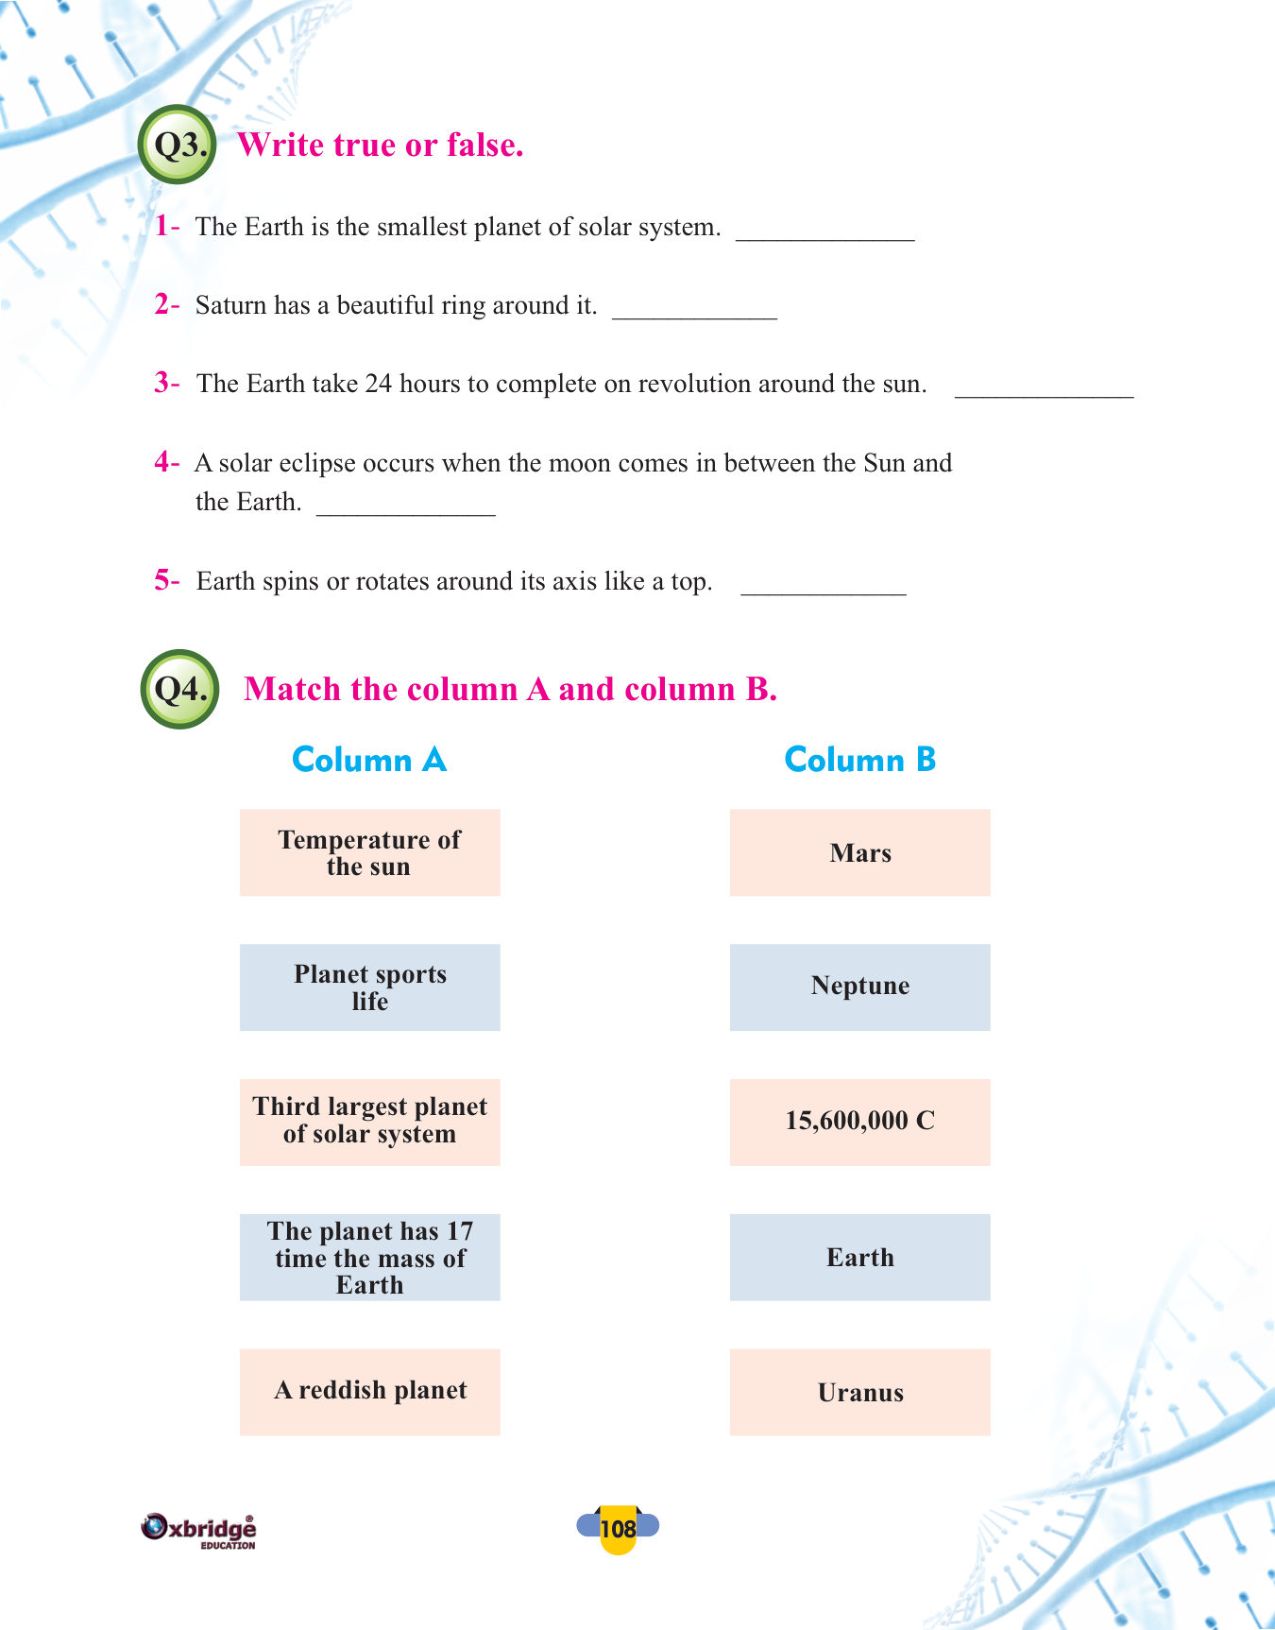 Q3. Write true or false.
1- The Earth is the smallest planet of solar system. _____________
2- Saturn has a beautiful ring around it. ____________
3- The Earth take 24 hours to complete on revolution around the sun. _____________
4- A solar eclipse occurs when the moon comes in between the Sun and
the Earth. _____________
5- Earth spins or rotates around its axis like a top. ____________
Q4. Match the column A and column B.
Column A Column B
Temperature of
the sun
Mars
Planet sports
life
Neptune
Third largest planet
of solar system
15,600,000 C
The planet has 17
time the mass of
Earth
Earth
A reddish planet
Uranus
Oxbridge®
EDUCATION
108